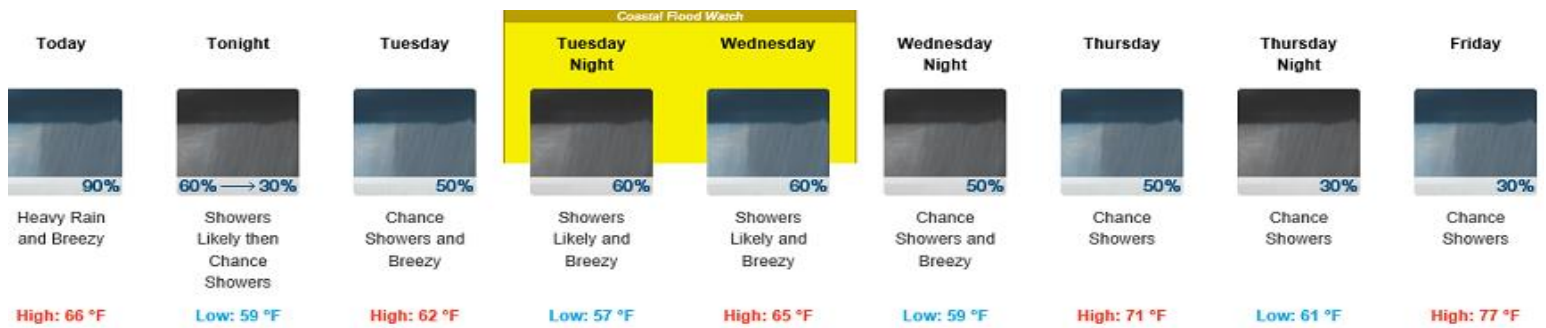 Coastal Flood Watch
Today
Tonight
Tuesday
Tuesday
Night
Wednesday
Wednesday
Night
Thursday
Thursday
Night
Friday
90%
60% → 30%
50%
60%
60%
50%
50%
30%
30%
Heavy Rain
and Breezy
Showers
Likely then
Chance
Showers
Chance
Showers and
Breezy
Showers
Likely and
Breezy
Showers
Likely and
Breezy
Chance
Showers and
Breezy
Chance
Showers
Chance
Showers
Chance
Showers
High: 66 °F
Low: 59 °F
High: 62 °F
Low: 57 °F
High: 65 °F
Low: 59 °F
High: 71 °F
Low: 61 °F
High: 77 °F